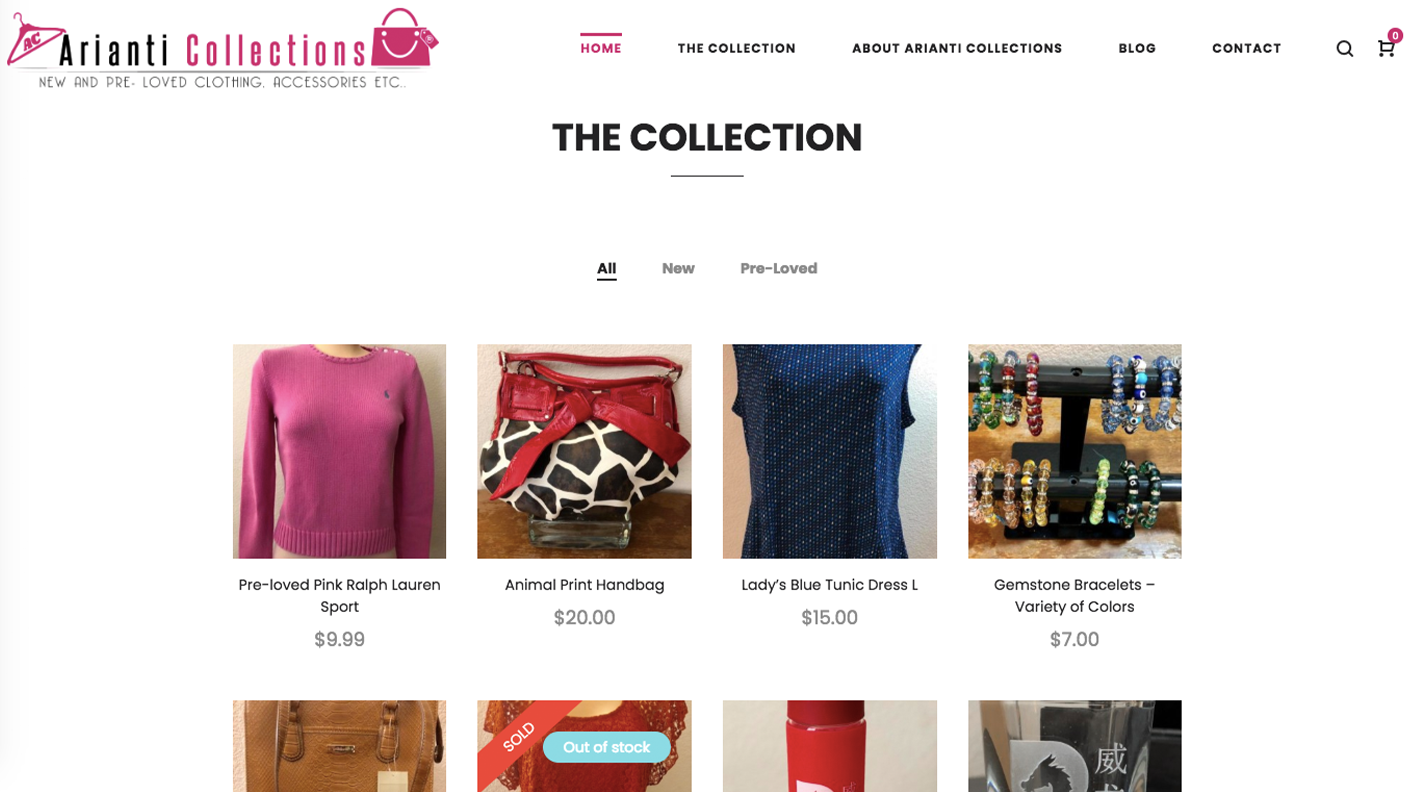 AC
Arianti Collections
NEW AND PRE- LOVED CLOTHING, ACCESSORIES ETC..
HOME
THE COLLECTION
ABOUT ARIANTI COLLECTIONS
BLOG
CONTACT
0
THE COLLECTION
All
New
Pre-Loved
Pre-loved Pink Ralph Lauren
Sport
$9.99
Animal Print Handbag
$20.00
Lady’s Blue Tunic Dress L
$15.00
Gemstone Bracelets –
Variety of Colors
$7.00
SOLD
Out of stock
威